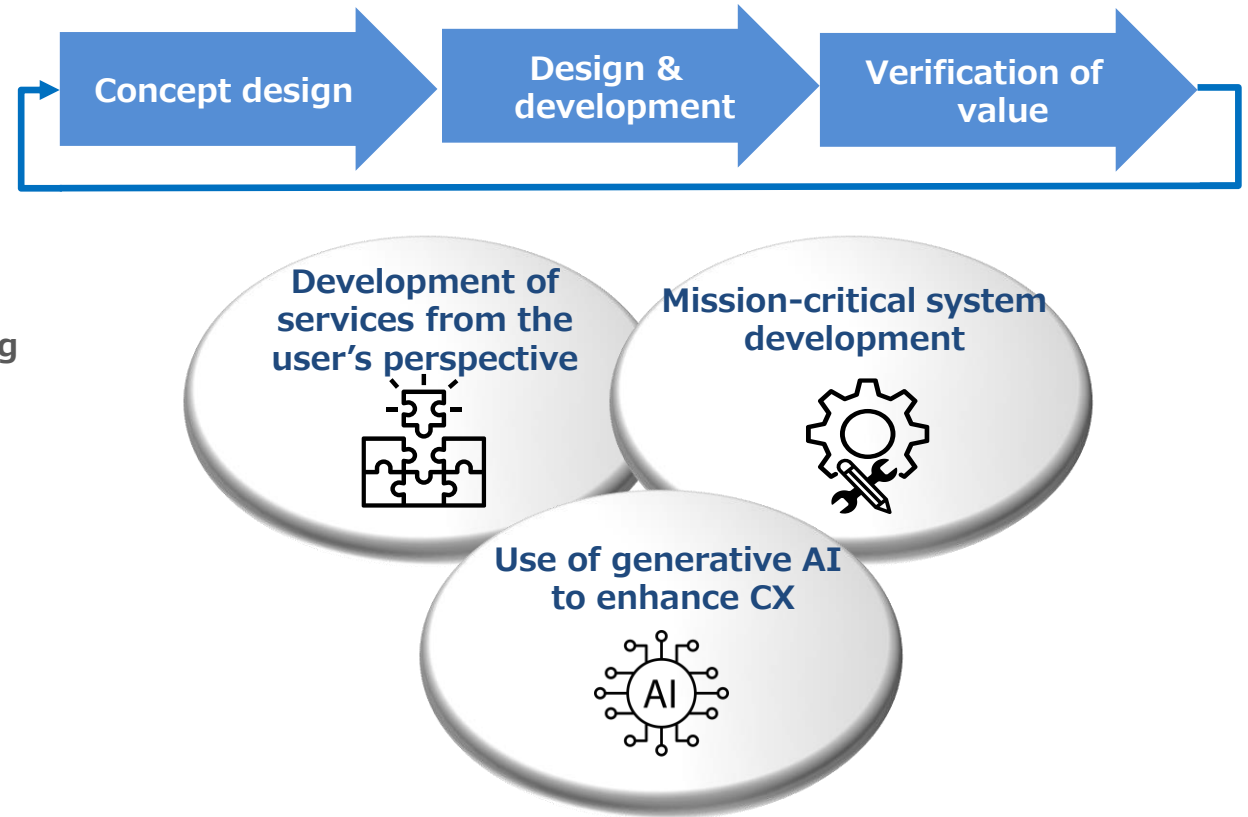 Concept design
Design &
development
Verification of
value
Development of
services from the
user’s perspective
Mission-critical system
development
g
Use of generative AI
to enhance CX
AI